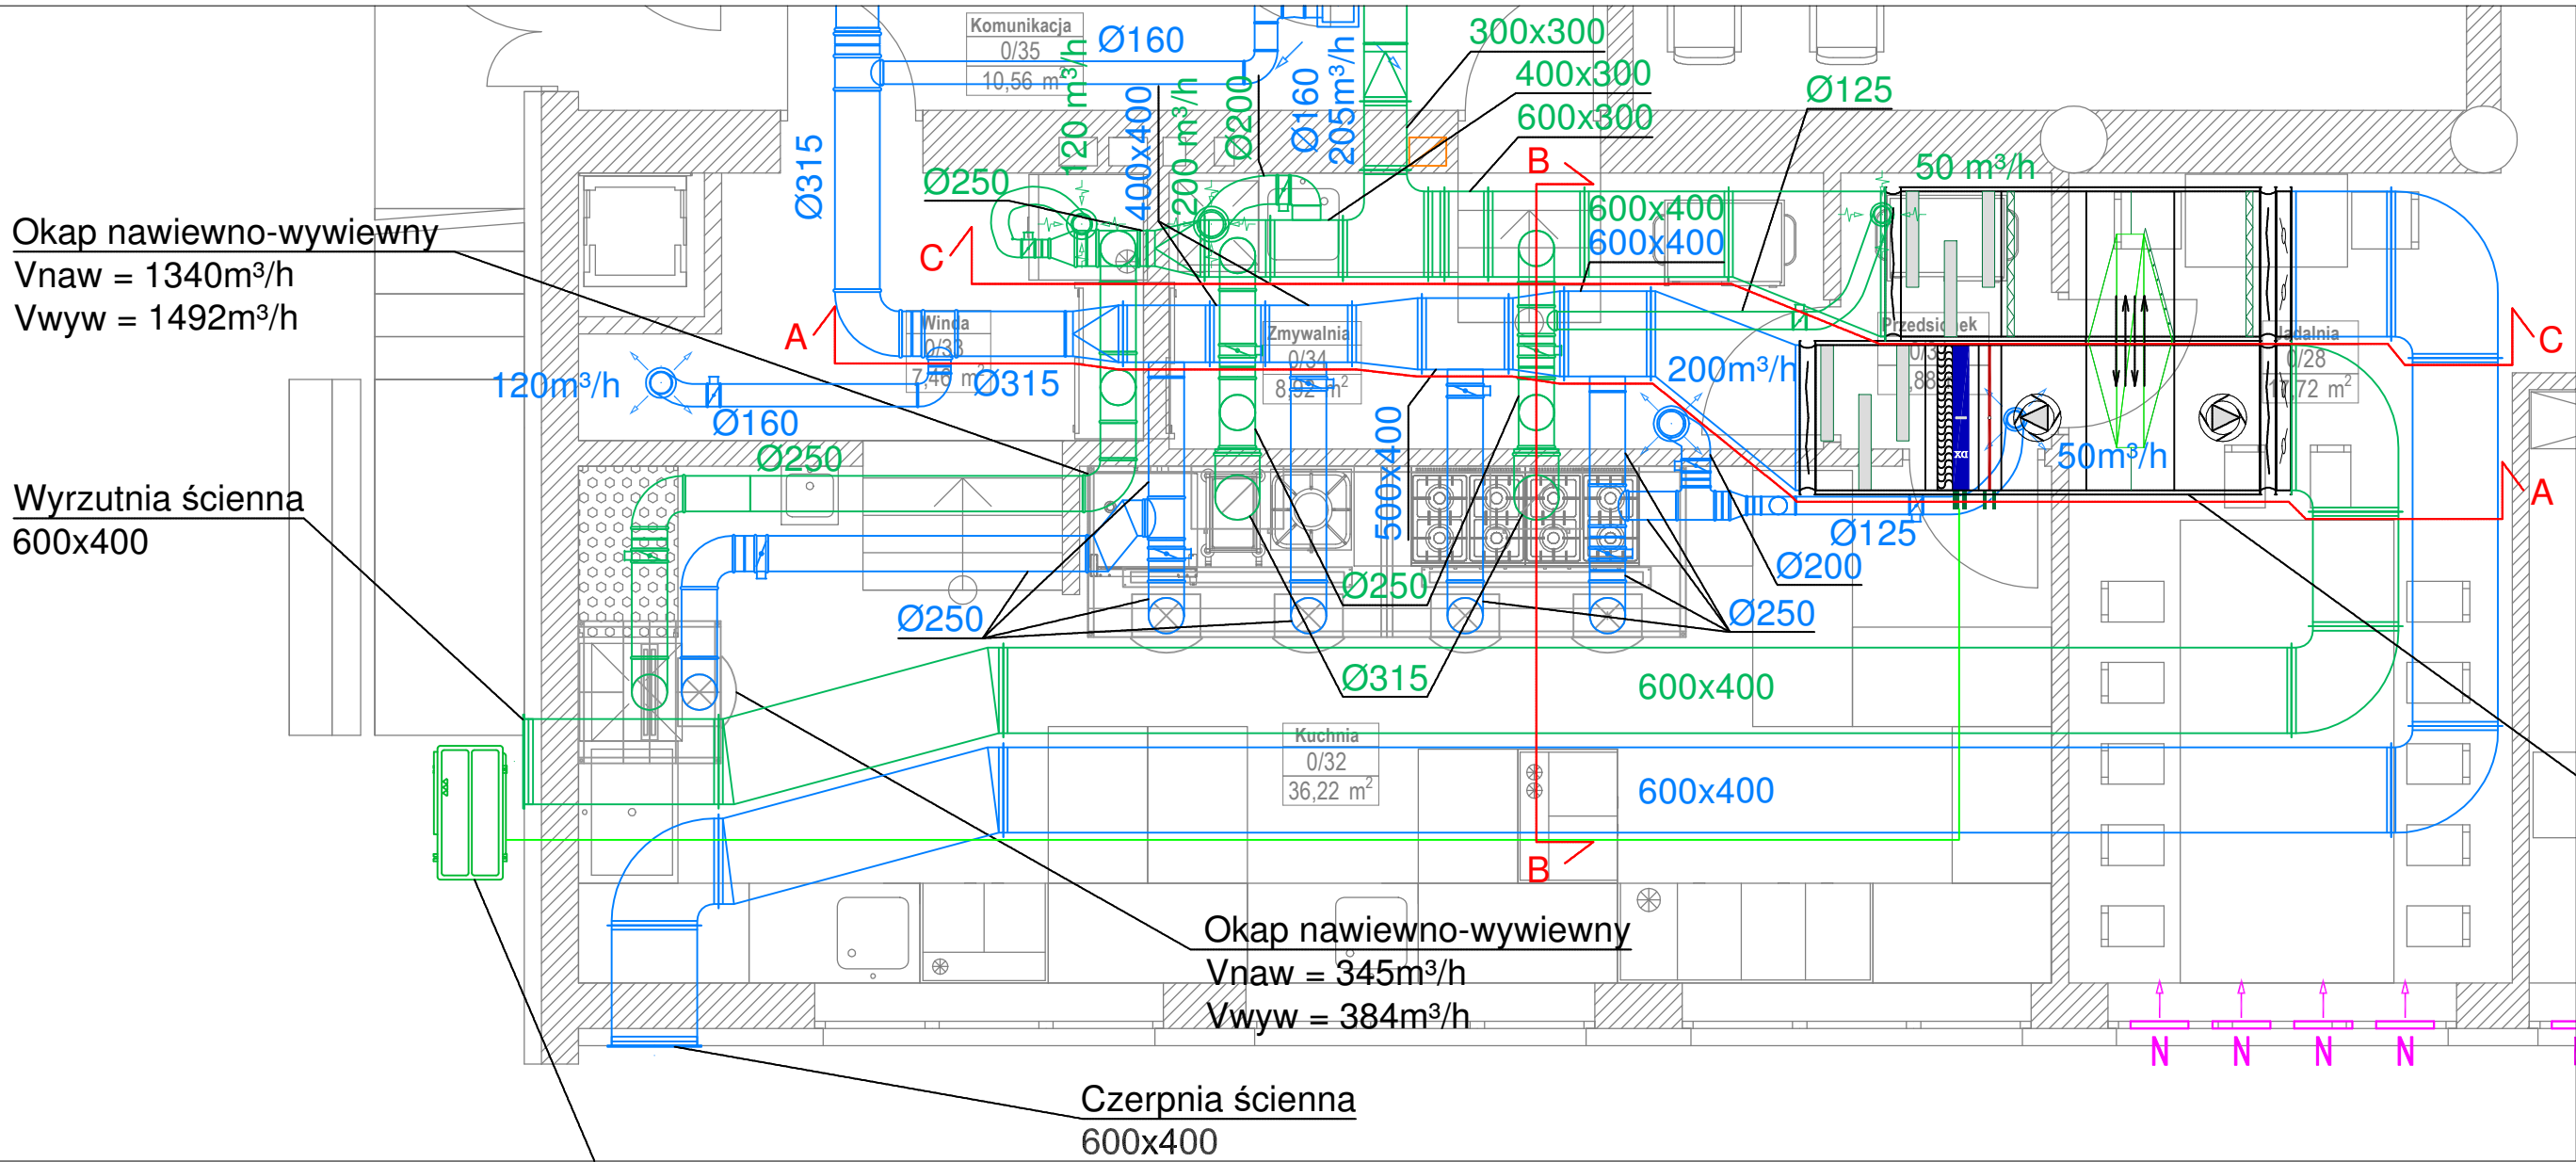 Komunikacja
0/35
10,56 m²
Ø160
120 m³/h
400x400
200 m³/h
Ø200
Ø160
205m³/h
300x300
400x300
600x300
Ø125
50 m³/h
Ø315
Ø250
B
600x400
600x400
Okap nawiewno-wywiewny
Vnaw = 1340m³/h
Vwyw = 1492m³/h
C
A
Winda
0/33
7,46 m²
Ø315
Zmywalnia
0/34
8,92 m²
200m³/h
Jadalnia
0/28
17,72 m²
C
120m³/h
Ø160
Ø250
500x400
DX
50m³/h
A
Wyrzutnia ścienna
600x400
Ø125
Ø200
Ø250
Ø250
Ø250
Ø315
600x400
Kuchnia
0/32
36,22 m²
600x400
B
Okap nawiewno-wywiewny
Vnaw = 345m³/h
Vwyw = 384m³/h
N
N
N
N
Czerpnia ścienna
600x400